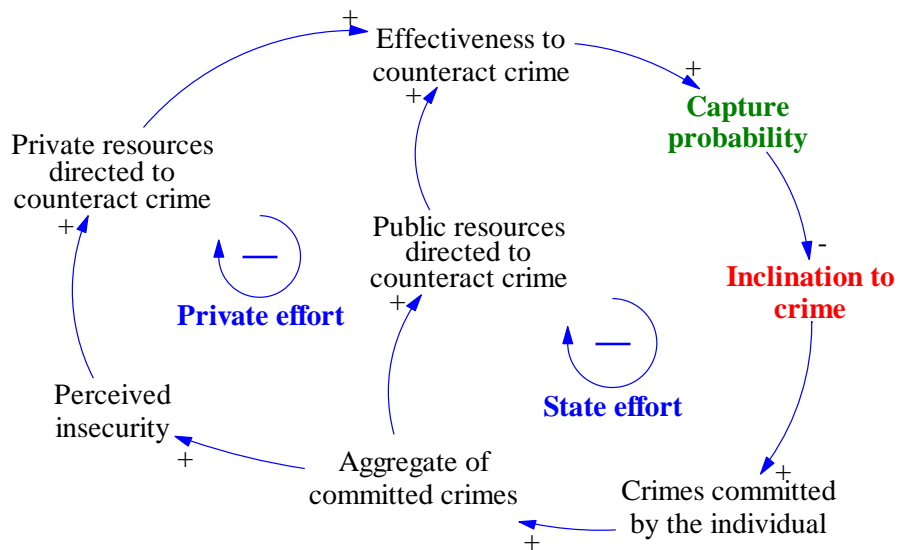 +
Effectiveness to
counteract crime
+
Capture
probability
+
Private resources
directed to
counteract crime
+
-
Public resources
directed to
counteract crime
+
Inclination to
crime
—
Private effort
—
State effort
Perceived
insecurity
+
Aggregate of
committed crimes
+
Crimes committed
by the individual
+